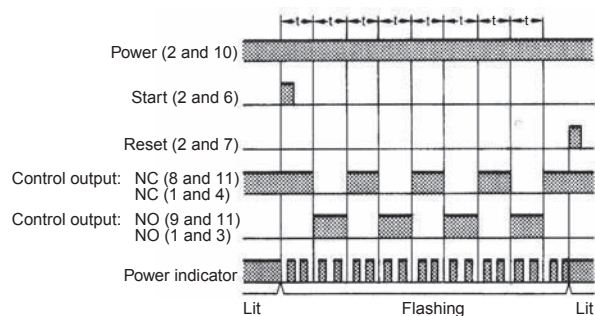 t t t t t t t t
Power (2 and 10)
Start (2 and 6)
Reset (2 and 7)
Control output: NC (8 and 11)
NC (1 and 4)
Control output: NO (9 and 11)
NO (1 and 3)
Power indicator
Lit Flashing Lit